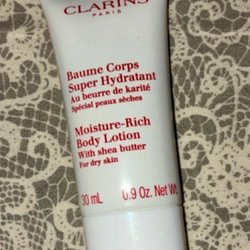 CLARINS
PARIS
Baume Corps
Super Hydratant
Au beurre de karité
Spécial peaux sèches
Moisture-Rich
Body Lotion
With shea butter
For dry skin
30 mL 0.9 Oz. Net Wt.